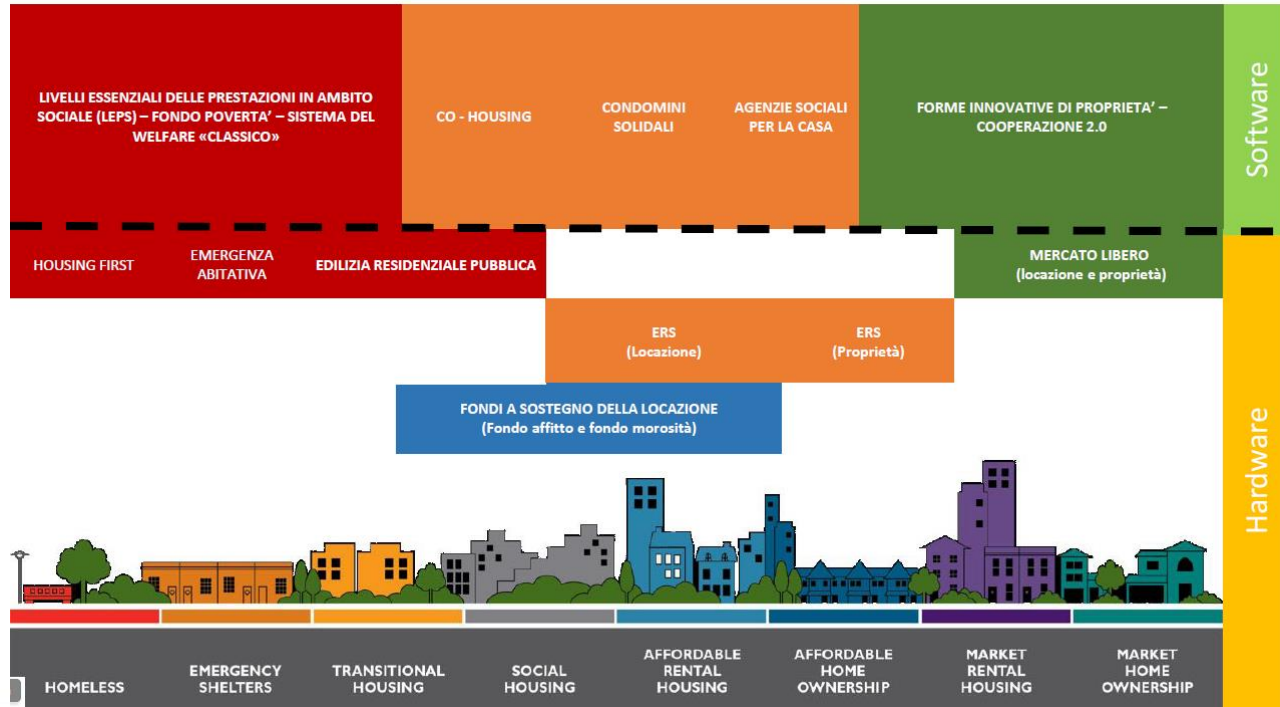 LIVELLI ESSENZIALI DELLE PRESTAZIONI IN AMBITO
SOCIALE (LEPS) – FONDO POVERTA’ – SISTEMA DEL
WELFARE «CLASSICO»
CO - HOUSING
CONDOMINI
SOLIDALI
AGENZIE SOCIALI
PER LA CASA
FORME INNOVATIVE DI PROPRIETA’ –
COOPERAZIONE 2.0
Software
HOUSING FIRST
EMERGENZA
ABITATIVA
EDILIZIA RESIDENZIALE PUBBLICA
MERCATO LIBERO
(locazione e proprietà)
ERS
(Locazione)
ERS
(Proprietà)
FONDI A SOSTEGNO DELLA LOCAZIONE
(Fondo affitto e fondo morosità)
Hardware
HOMELESS
EMERGENCY
SHELTERS
TRANSITIONAL
HOUSING
SOCIAL
HOUSING
AFFORDABLE
RENTAL
HOUSING
AFFORDABLE
HOME
OWNERSHIP
MARKET
RENTAL
HOUSING
MARKET
HOME
OWNERSHIP